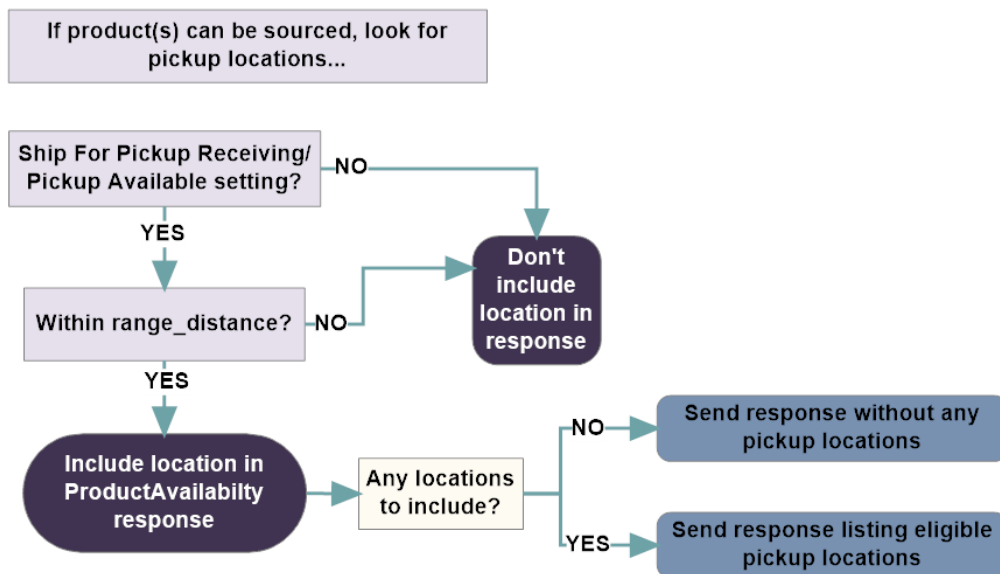 If product(s) can be sourced, look for
pickup locations...
Ship For Pickup Receiving/
Pickup Available setting?
NO
YES
Don't
include
location in
response
Within range_distance?
NO
YES
Include location in
ProductAvailabilty
response
Any locations
to include?
NO
Send response without any
pickup locations
YES
Send response listing eligible
pickup locations